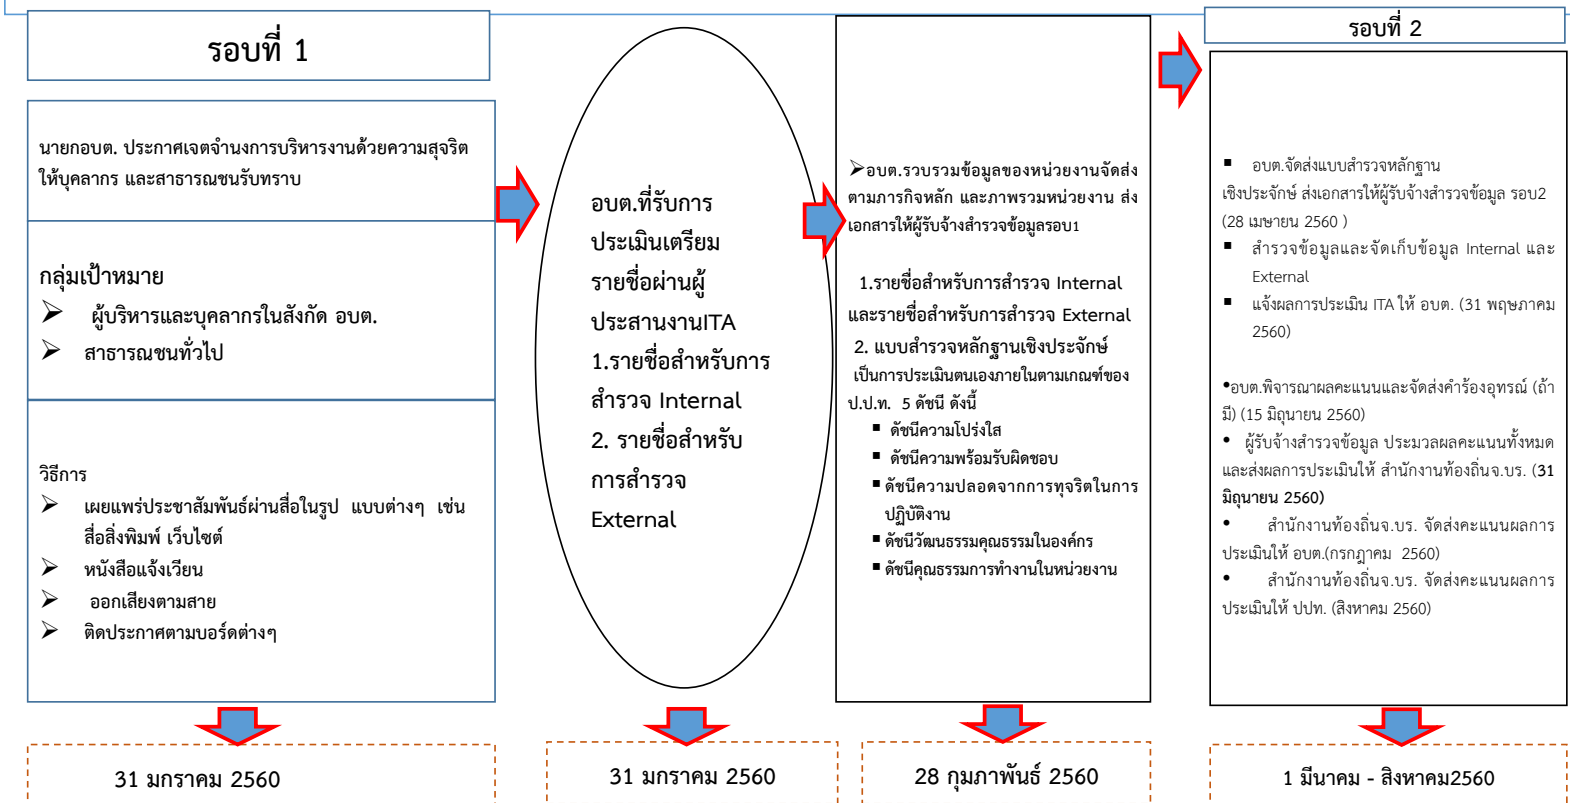 รอบที่ 1
นายกอบต. ประกาศเจตจำนงการบริหารงานด้วยความสุจริต
ให้บุคลากร และสาธารณชนรับทราบ
กลุ่มเป้าหมาย
➢ ผู้บริหารและบุคลากรในสังกัด อบต.
➢ สาธารณชนทั่วไป
วิธีการ
➢ เผยแพร่ประชาสัมพันธ์ผ่านสื่อในรูป แบบต่างๆ เช่น
สื่อสิ่งพิมพ์ เว็บไซต์
➢ หนังสือแจ้งเวียน
➢ ออกเสียงตามสาย
➢ ติดประกาศตามบอร์ดต่างๆ
31 มกราคม 2560
อบต.ที่รับการ
ประเมินเตรียม
รายชื่อผ่านผู้
ประสานงานITA
1.รายชื่อสำหรับการ
สำรวจ Internal
2. รายชื่อสำหรับ
การสำรวจ
External
31 มกราคม 2560
➢อบต.รวบรวมข้อมูลของหน่วยงานจัดส่ง
ตามภารกิจหลัก และภาพรวมหน่วยงาน ส่ง
เอกสารให้ผู้รับจ้างสำรวจข้อมูลรอบ1
1.รายชื่อสำหรับการสำรวจ Internal
และรายชื่อสำหรับการสำรวจ External
2. แบบสำรวจหลักฐานเชิงประจักษ์
เป็นการประเมินตนเองภายในตามเกณฑ์ของ
ป.ป.ท. 5 ดัชนี ดังนี้
▪ ดัชนีความโปร่งใส
▪ ดัชนีความพร้อมรับผิดชอบ
▪ ดัชนีความปลอดจากการทุจริตในการ
ปฏิบัติงาน
▪ ดัชนีวัฒนธรรมคุณธรรมในองค์กร
▪ ดัชนีคุณธรรมการทำงานในหน่วยงาน
28 กุมภาพันธ์ 2560
รอบที่ 2
▪ อบต.จัดส่งแบบสำรวจหลักฐาน
เชิงประจักษ์ ส่งเอกสารให้ผู้รับจ้างสำรวจข้อมูล รอบ2
(28 เมษายน 2560 )
▪ สำรวจข้อมูลและจัดเก็บข้อมูล Internal และ
External
▪ แจ้งผลการประเมิน ITA ให้ อบต. (31 พฤษภาคม
2560)
•อบต.พิจารณาผลคะแนนและจัดส่งคำร้องอุทรณ์ (ถ้า
มี) (15 มิถุนายน 2560)
• ผู้รับจ้างสำรวจข้อมูล ประมวลผลคะแนนทั้งหมด
และส่งผลการประเมินให้ สำนักงานท้องถิ่นจ.บร. (31
มิถุนายน 2560)
• สำนักงานท้องถิ่นจ.บร. จัดส่งคะแนนผลการ
ประเมินให้ อบต.(กรกฎาคม 2560)
• สำนักงานท้องถิ่นจ.บร. จัดส่งคะแนนผลการ
ประเมินให้ ปปท. (สิงหาคม 2560)
1 มีนาคม - สิงหาคม2560